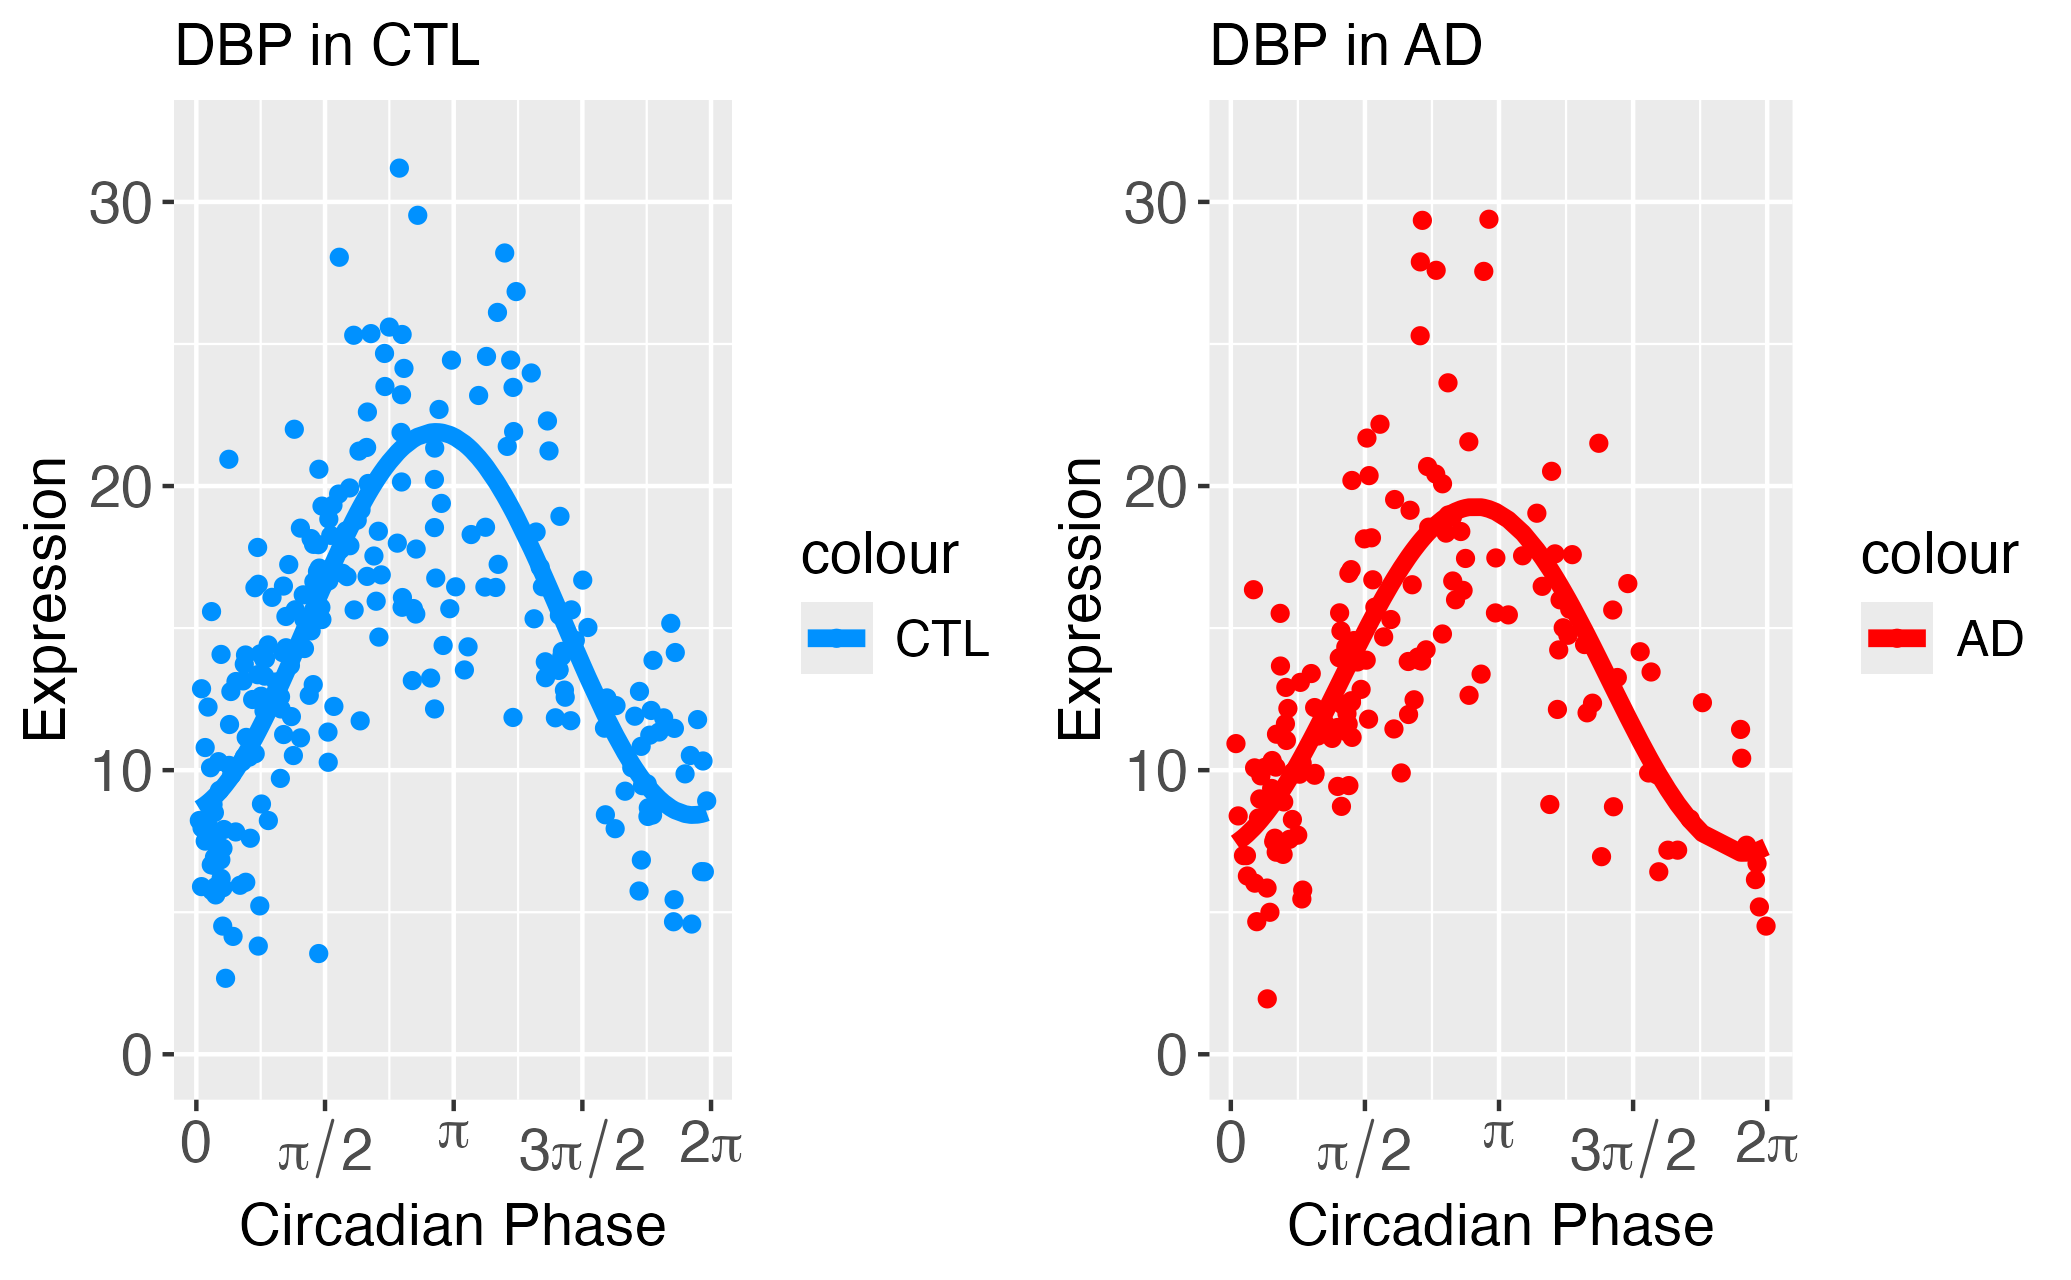 DBP in CTL
30
20
10
0
Expression
0 π/2 π 3π/2 2π
Circadian Phase
colour
CTL
DBP in AD
30
20
10
0
Expression
0 π/2 π 3π/2 2π
Circadian Phase
colour
AD